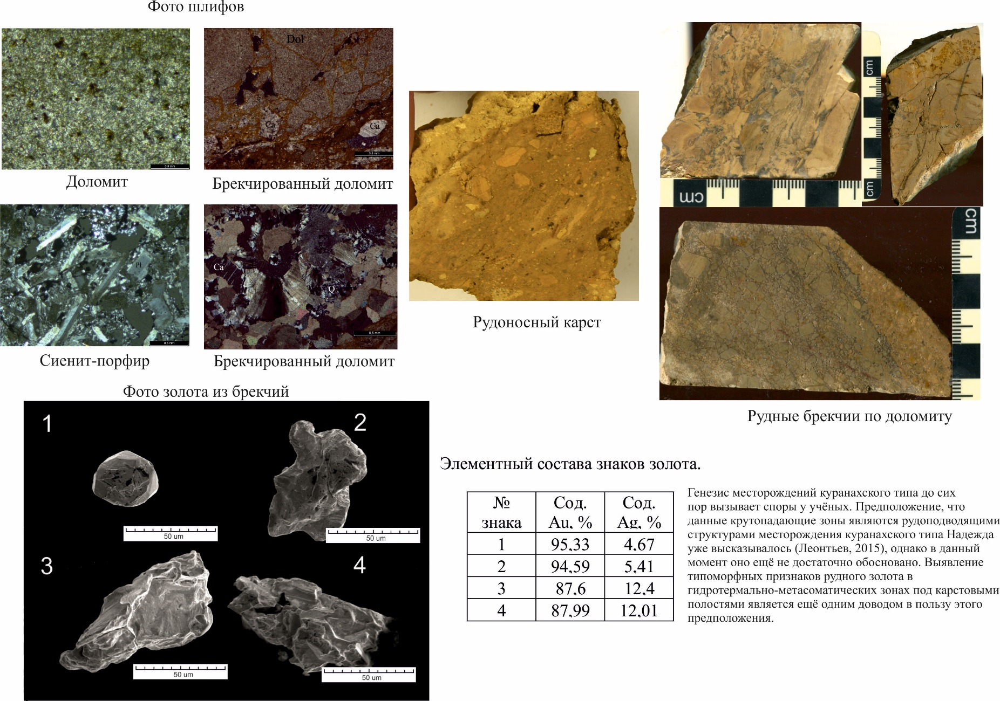 Фото шлифов
Dol
Ca
Ca
0,5 mm
0,5 mm
Доломит
Брекчированный доломит
Pl
Fsp
0,5 mm
Ca
Q
0,5 mm
Сиенит-порфир
Брекчированный доломит
Рудоносный карст
cm
cm
cm
cm
Рудные брекчии по доломиту
Фото золота из брекчий
1
50 um
2
50 um
3
50 um
4
50 um
Элементный состава знаков золота.
№ знака
Сод. Au, %
Сод. Ag, %
1 95,33 4,67
2 94,59 5,41
3 87,6 12,4
4 87,99 12,01
Генезис месторождений куранахского типа до сих
пор вызывает споры у учёных. Предположение, что
данные крутопадающие зоны являются рудоподводящими
структурами месторождения куранахского типа Надежда
уже высказывалось (Леонтьев, 2015), однако в данный
момент оно ещё не достаточно обосновано. Выявление
типоморфных признаков рудного золота в
гидротермально-метасоматических зонах под карстовыми
полостями является ещё одним доводом в пользу этого
предположения.